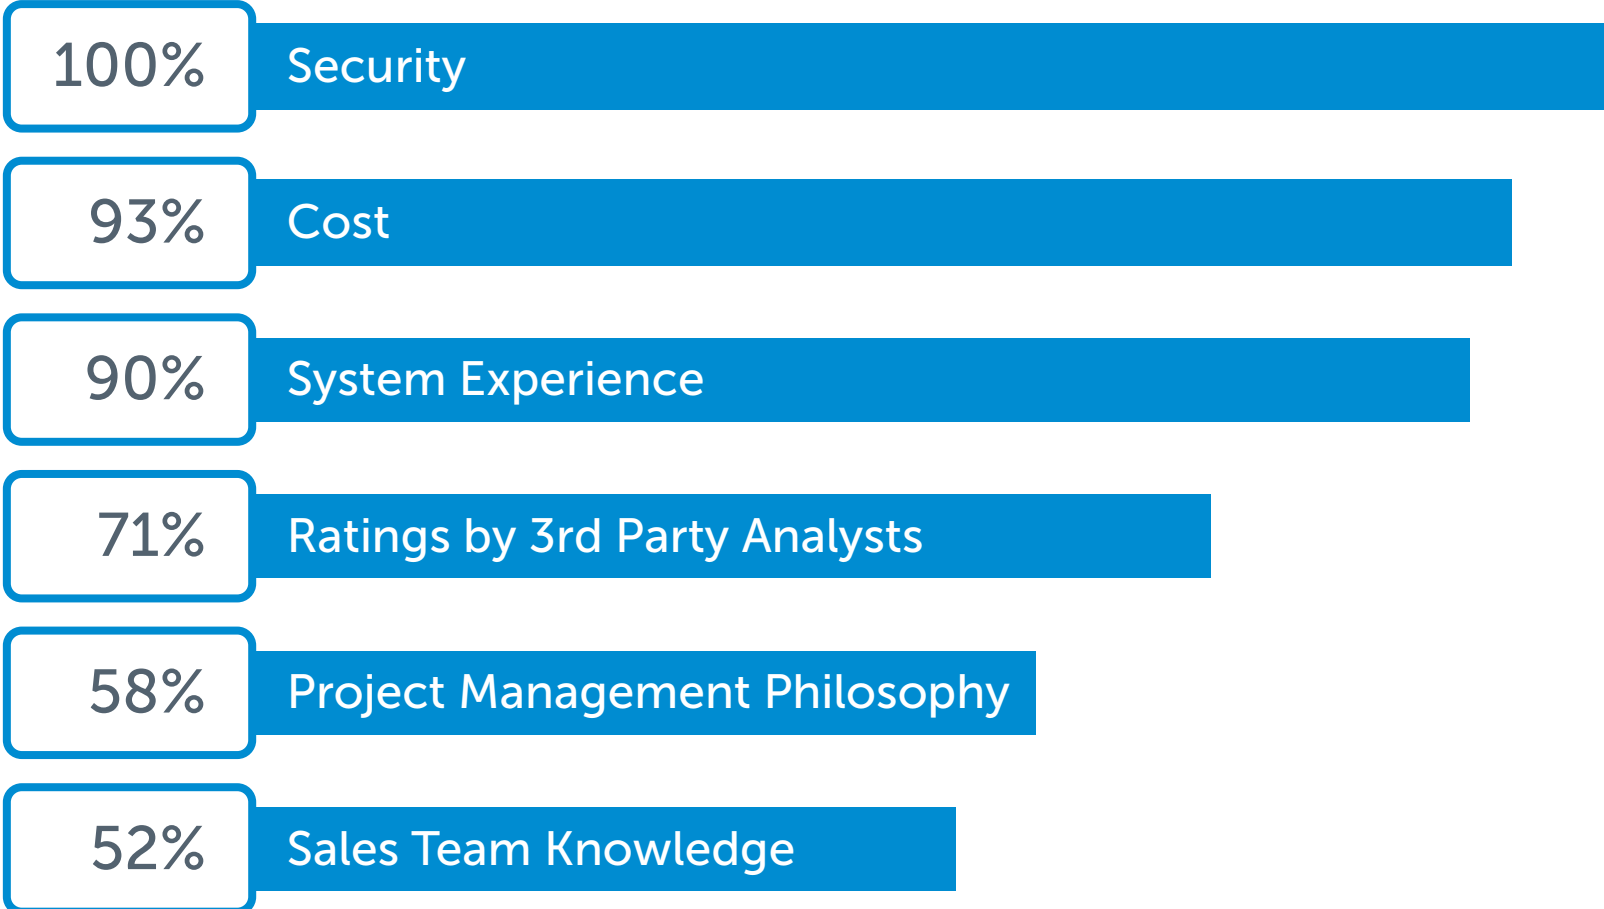 100% Security
93% Cost
90% System Experience
71% Ratings by 3rd Party Analysts
58% Project Management Philosophy
52% Sales Team Knowledge